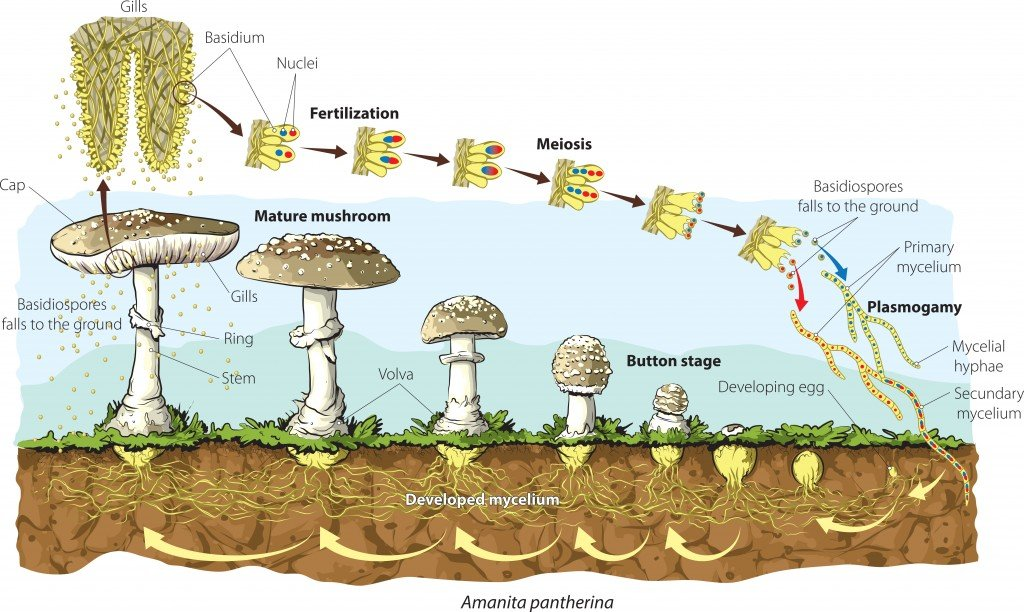 Gills
Basidium
Nuclei
Fertilization
Meiosis
Cap
Mature mushroom
Basidiospores
falls to the ground
Primary
mycelium
Gills
Basidiospores
falls to the ground
Plasmogamy
Ring
Mycelial
hyphae
Volva
Button stage
Stem
Developing egg
Secundary
mycelium
Developed mycelium
Amanita pantherina